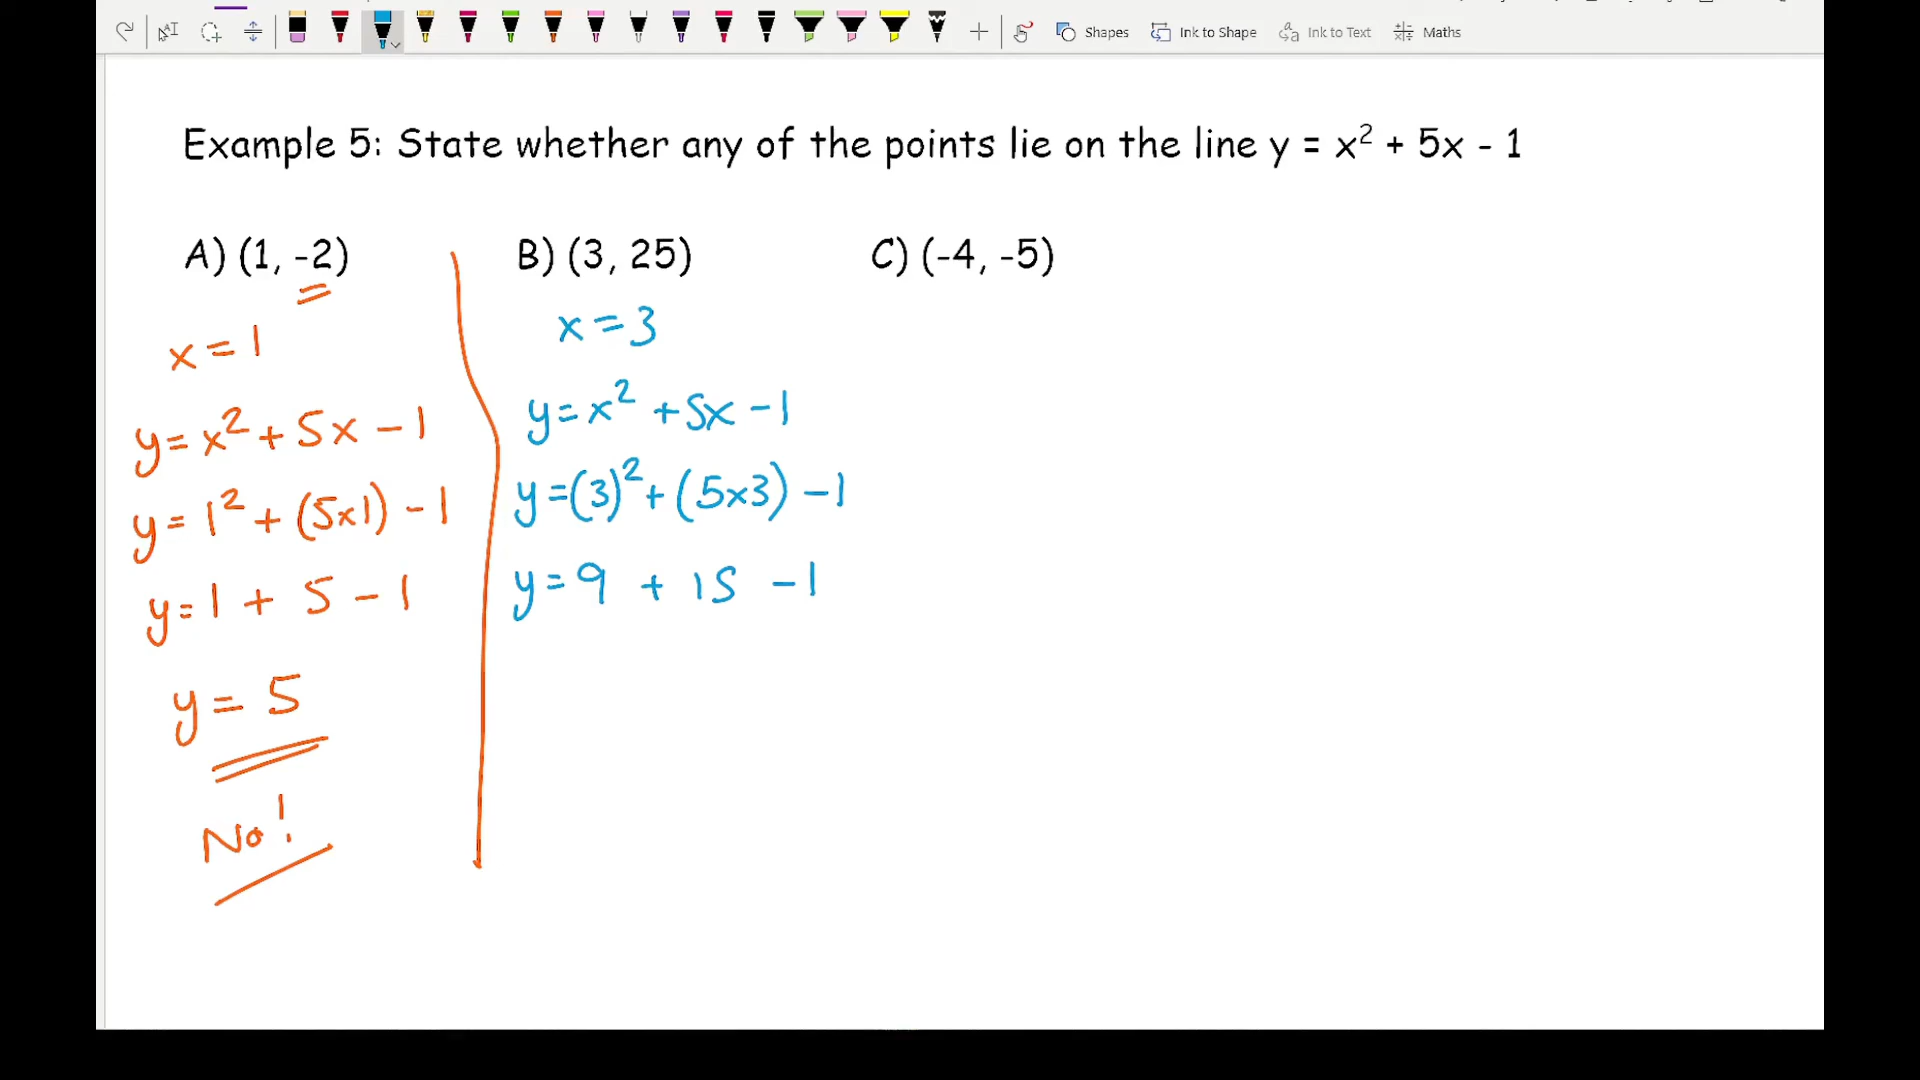 Shapes Ink to Shape Ink to Text Maths
Example 5: State whether any of the points lie on the line y = x² + 5x - 1
A) (1, -2)
x = 1
y = x² + 5x - 1
y = 1² + (5x1) - 1
y = 1 + 5 - 1
y = 5
No!
B) (3, 25)
x = 3
y = x² + 5x - 1
y = (3)² + (5x3) - 1
y = 9 + 15 - 1
C) (-4, -5)